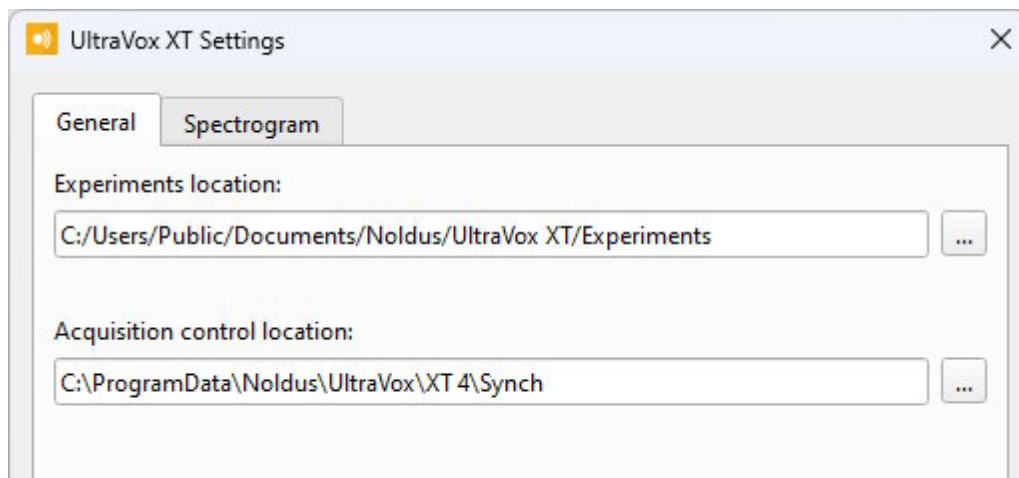 UltraVox XT Settings
General Spectrogram
Experiments location:
C:/Users/Public/Documents/Noldus/UltraVox XT/Experiments ...
Acquisition control location:
C:\ProgramData\Noldus\UltraVox\XT 4\Synch ...